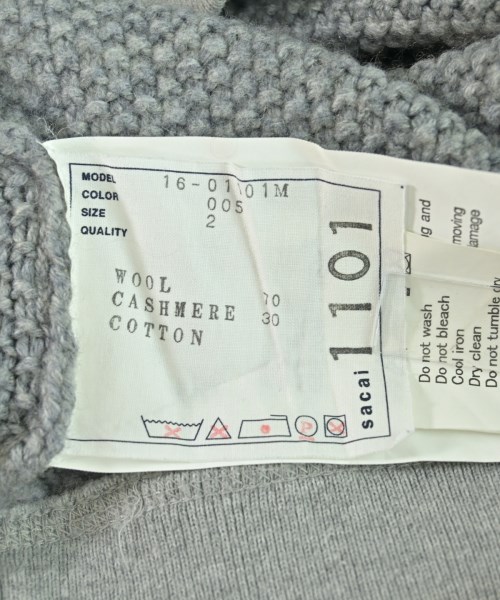 MODEL 16-01101M
COLOR 005
SIZE 2
QUALITY
WOOL 70
CASHMERE 30
COTTON
sacai 1101
ng and
moving
amage
Do not wash
Do not bleach
Cool iron
Dry clean
Do not tumble dry